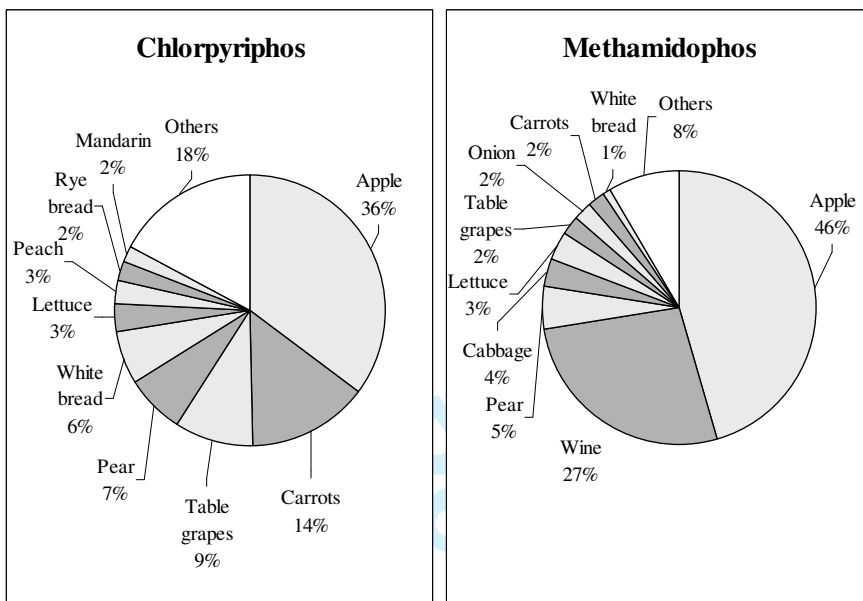 Chlorpyriphos
Others
18%
Mandarin
2%
Rye
bread
2%
Peach
3%
Lettuce
3%
White
bread
6%
Pear
7%
Table
grapes
9%
Carrots
14%
Apple
36%
Methamidophos
Others
8%
White
bread
1%
Carrots
2%
Onion
2%
Table
grapes
2%
Lettuce
3%
Cabbage
4%
Pear
5%
Wine
27%
Apple
46%